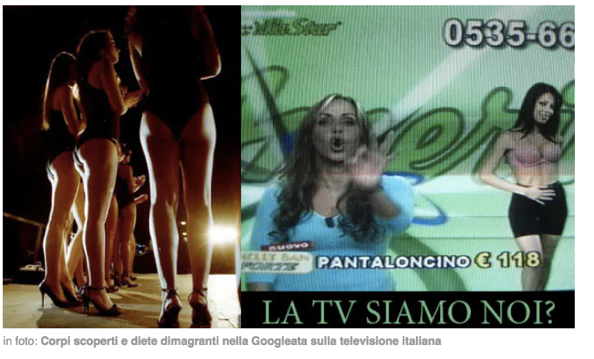 0535-66
NUOVO
PANTALONCINO € 118
LA TV SIAMO NOI?
in foto: Corpi scoperti e diete dimagranti nella Googleata sulla televisione italiana